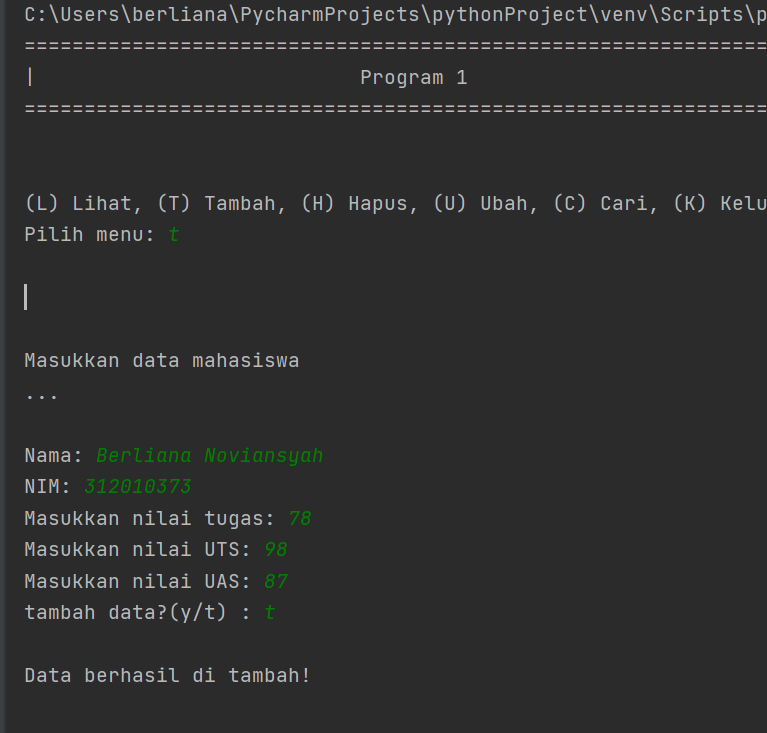 C:\Users\berliana\PycharmProjects\pythonProject\venv\Scripts\p
==============================================================
|                           Program 1
==============================================================
(L) Lihat, (T) Tambah, (H) Hapus, (U) Ubah, (C) Cari, (K) Kelu
Pilih menu: t
Masukkan data mahasiswa
...
Nama: Berliana Noviansyah
NIM: 312010373
Masukkan nilai tugas: 78
Masukkan nilai UTS: 98
Masukkan nilai UAS: 87
tambah data?(y/t) : t
Data berhasil di tambah!